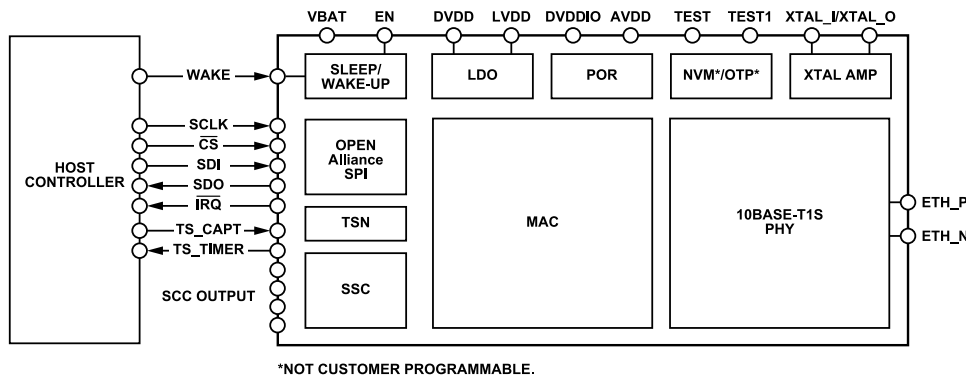 VBAT EN DVDD LVDD DVDDIO AVDD TEST TEST1 XTAL_I/XTAL_O
WAKE
SLEEP/
WAKE-UP
LDO
POR
NVM*/OTP*
XTAL AMP
HOST
CONTROLLER
SCLK
CS
SDI
SDO
IRQ
TS_CAPT
TS_TIMER
SCC OUTPUT
OPEN
Alliance
SPI
TSN
SSC
MAC
10BASE-T1S
PHY
ETH_P
ETH_N
*NOT CUSTOMER PROGRAMMABLE.